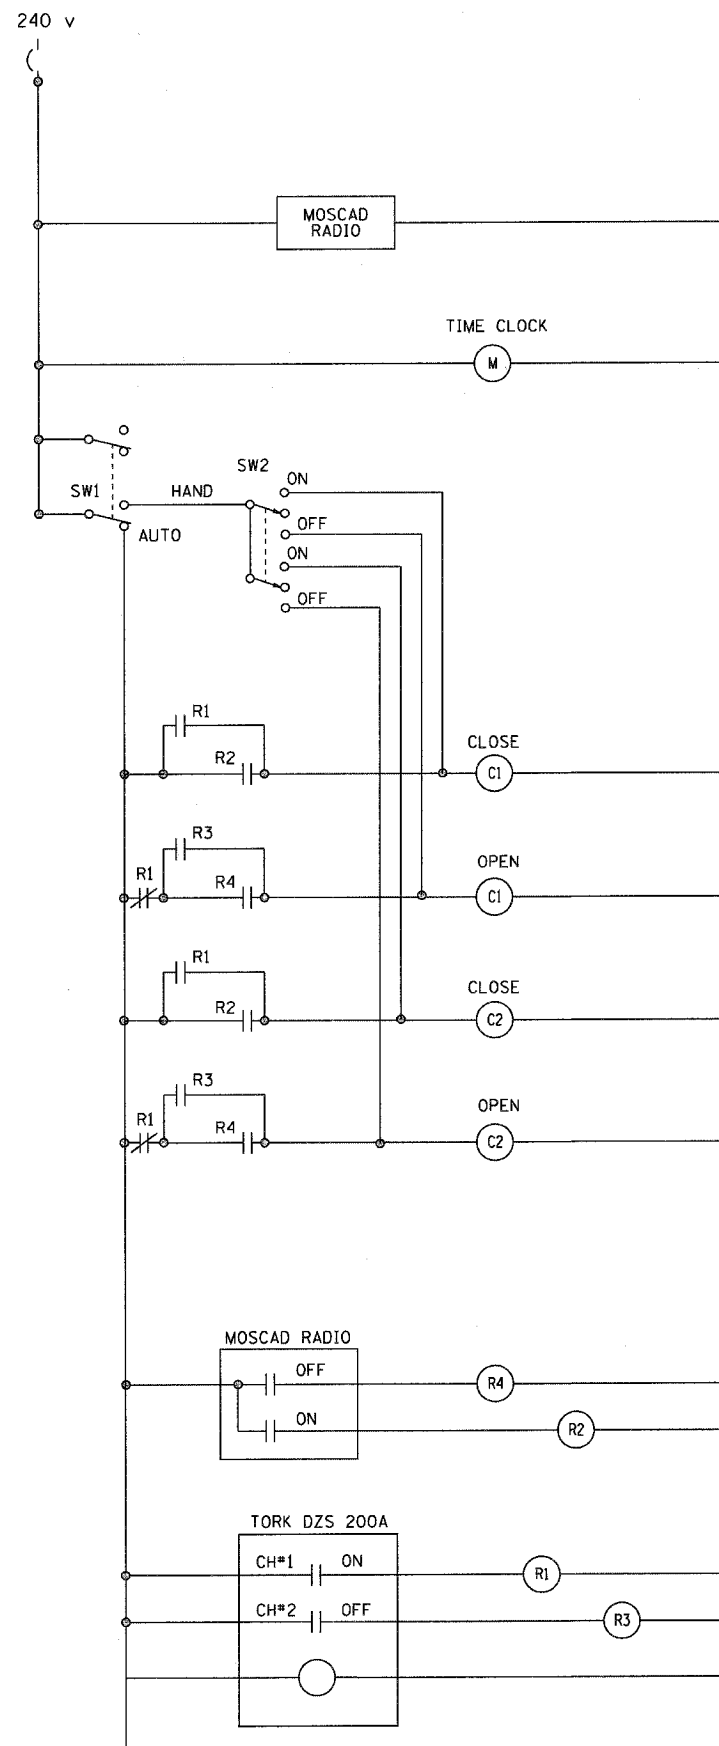 240 v
MOSCAD
RADIO
TIME CLOCK
M
SW2
ON
SW1
HAND
OFF
AUTO
ON
OFF
R1
CLOSE
R2
C1
R3
OPEN
R1
R4
C1
R1
CLOSE
R2
C2
R3
OPEN
R1
R4
C2
MOSCAD RADIO
OFF
R4
ON
R2
TORK DZS 200A
CH#1 ON
R1
CH#2 OFF
R3